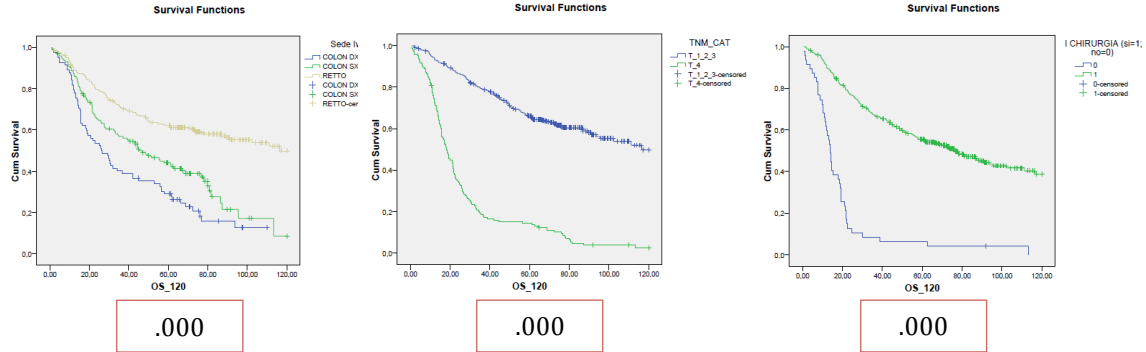 Survival Functions
Sede Iv
COLON DX
COLON SX
RETTO
COLON DX
COLON SX
RETTO-cer
Cum Survival
1,0
0,8
0,6
0,4
0,2
0,0
0,00 20,00 40,00 60,00 80,00 100,00 120,00
OS_120
.000
Survival Functions
TNM_CAT
T_1_2_3
T_4
T_1_2_3-censored
T_4-censored
Cum Survival
1,0
0,8
0,6
0,4
0,2
0,0
0,00 20,00 40,00 60,00 80,00 100,00 120,00
OS_120
.000
Survival Functions
I CHIRURGIA (si=1;
no=0)
0
1
0-censored
1-censored
Cum Survival
1,0
0,8
0,6
0,4
0,2
0,0
0,00 20,00 40,00 60,00 80,00 100,00 120,00
OS_120
.000